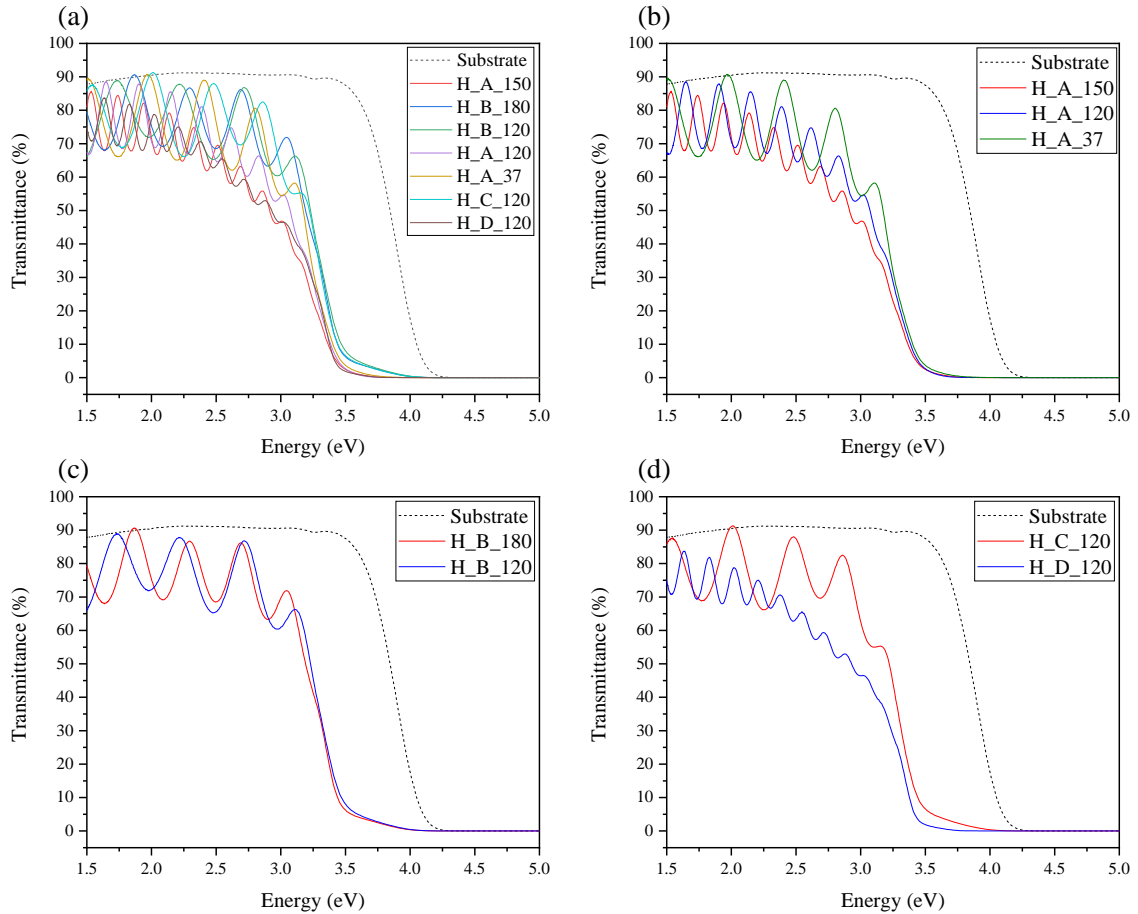 (a)
Transmittance (%)
100
90
80
70
60
50
40
30
20
10
0
1.5 2.0 2.5 3.0 3.5 4.0 4.5 5.0
Energy (eV)
Substrate
H_A_150
H_B_180
H_B_120
H_A_120
H_A_37
H_C_120
H_D_120
(b)
Transmittance (%)
100
90
80
70
60
50
40
30
20
10
0
1.5 2.0 2.5 3.0 3.5 4.0 4.5 5.0
Energy (eV)
Substrate
H_A_150
H_A_120
H_A_37
(c)
Transmittance (%)
100
90
80
70
60
50
40
30
20
10
0
1.5 2.0 2.5 3.0 3.5 4.0 4.5 5.0
Energy (eV)
Substrate
H_B_180
H_B_120
(d)
Transmittance (%)
100
90
80
70
60
50
40
30
20
10
0
1.5 2.0 2.5 3.0 3.5 4.0 4.5 5.0
Energy (eV)
Substrate
H_C_120
H_D_120